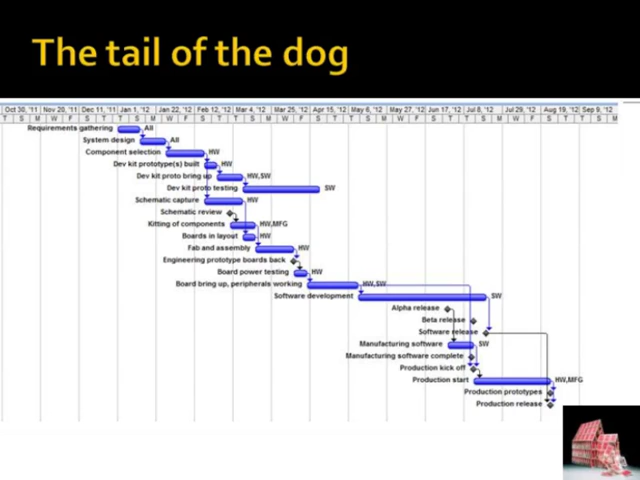 The tail of the dog
Oct 30, '11 Nov 20, '11 Dec 11, '11 Jan 1, '12 Jan 22, '12 Feb 12, '12 Mar 4, '12 Mar 25, '12 Apr 15, '12 May 6, '12 May 27, '12 Jun 17, '12 Jul 8, '12 Jul 29, '12 Aug 19, '12 Sep 9, '12
Requirements gathering All
System design All
Component selection HW
Dev kit prototype(s) built HW
Dev kit proto bring up HW,SW
Dev kit proto testing SW
Schematic capture HW
Schematic review
Kitting of components HW,MFG
Boards in layout HW
Fab and assembly HW
Engineering prototype boards back
Board power testing HW
Board bring up, peripherals working HW,SW
Software development SW
Alpha release
Beta release
Software release
Manufacturing software SW
Manufacturing software complete
Production kick off
Production start HW,MFG
Production prototypes
Production release